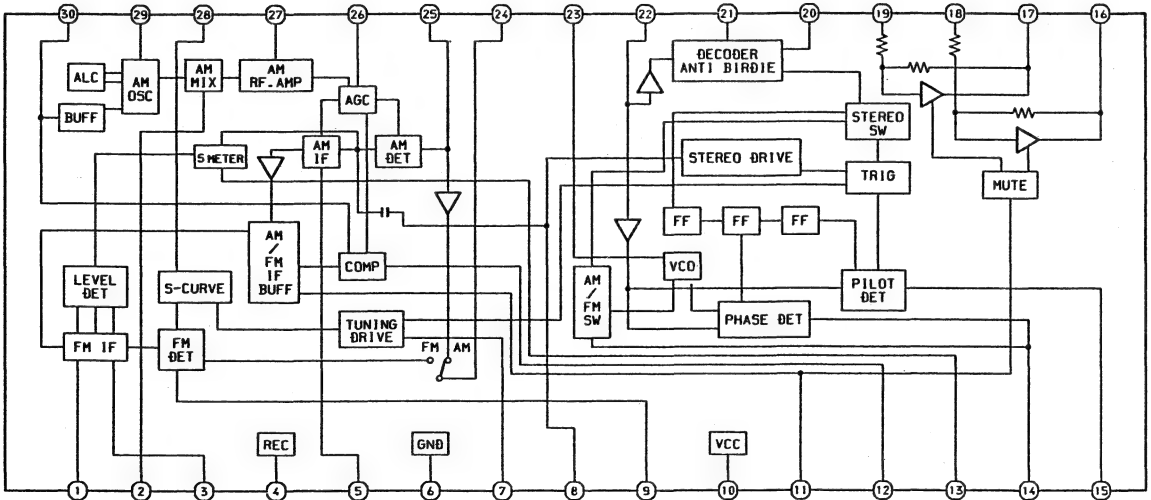 30 29 28 27 26 25 24 23 22 21 20 19 18 17 16
ALC
AM
OSC
AM
MIX
AM
RF-AMP
AGC
BUFF
S METER
AM
IF
AM
DET
DECODER
ANTI BIRDIE
STEREO
SW
STEREO DRIVE
TRIG
MUTE
AM
/
FM
IF
BUFF
COMP
FF
FF
FF
LEVEL
DET
S-CURVE
TUNING
DRIVE
FM IF
FM
DET
FM AM
AM
/
FM
SW
VCO
PHASE DET
PILOT
DET
REC
GND
VCC
1 2 3 4 5 6 7 8 9 10 11 12 13 14 15